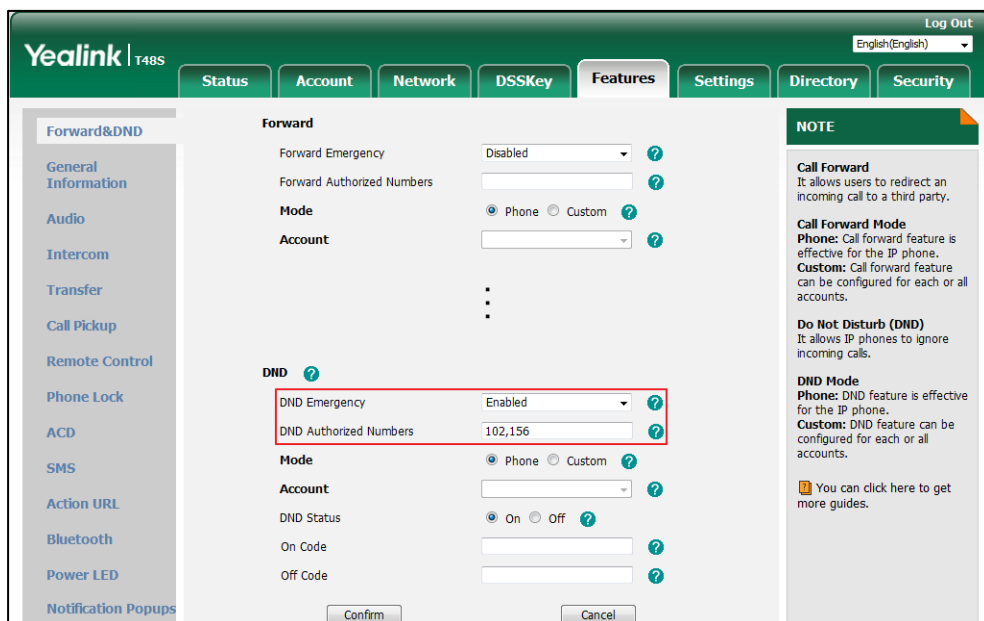 Log Out
Yealink T48S
English(English)
Status Account Network DSSKey Features Settings Directory Security
Forward&DND
General
Information
Audio
Intercom
Transfer
Call Pickup
Remote Control
Phone Lock
ACD
SMS
Action URL
Bluetooth
Power LED
Notification Popups
Forward
Forward Emergency Disabled ?
Forward Authorized Numbers ?
Mode Phone Custom ?
Account ?
DND ?
DND Emergency Enabled ?
DND Authorized Numbers 102,156 ?
Mode Phone Custom ?
Account ?
DND Status On Off ?
On Code ?
Off Code ?
Confirm Cancel
NOTE
Call Forward
It allows users to redirect an
incoming call to a third party.
Call Forward Mode
Phone: Call forward feature is
effective for the IP phone.
Custom: Call forward feature
can be configured for each or all
accounts.
Do Not Disturb (DND)
It allows IP phones to ignore
incoming calls.
DND Mode
Phone: DND feature is effective
for the IP phone.
Custom: DND feature can be
configured for each or all
accounts.
? You can click here to get
more guides.